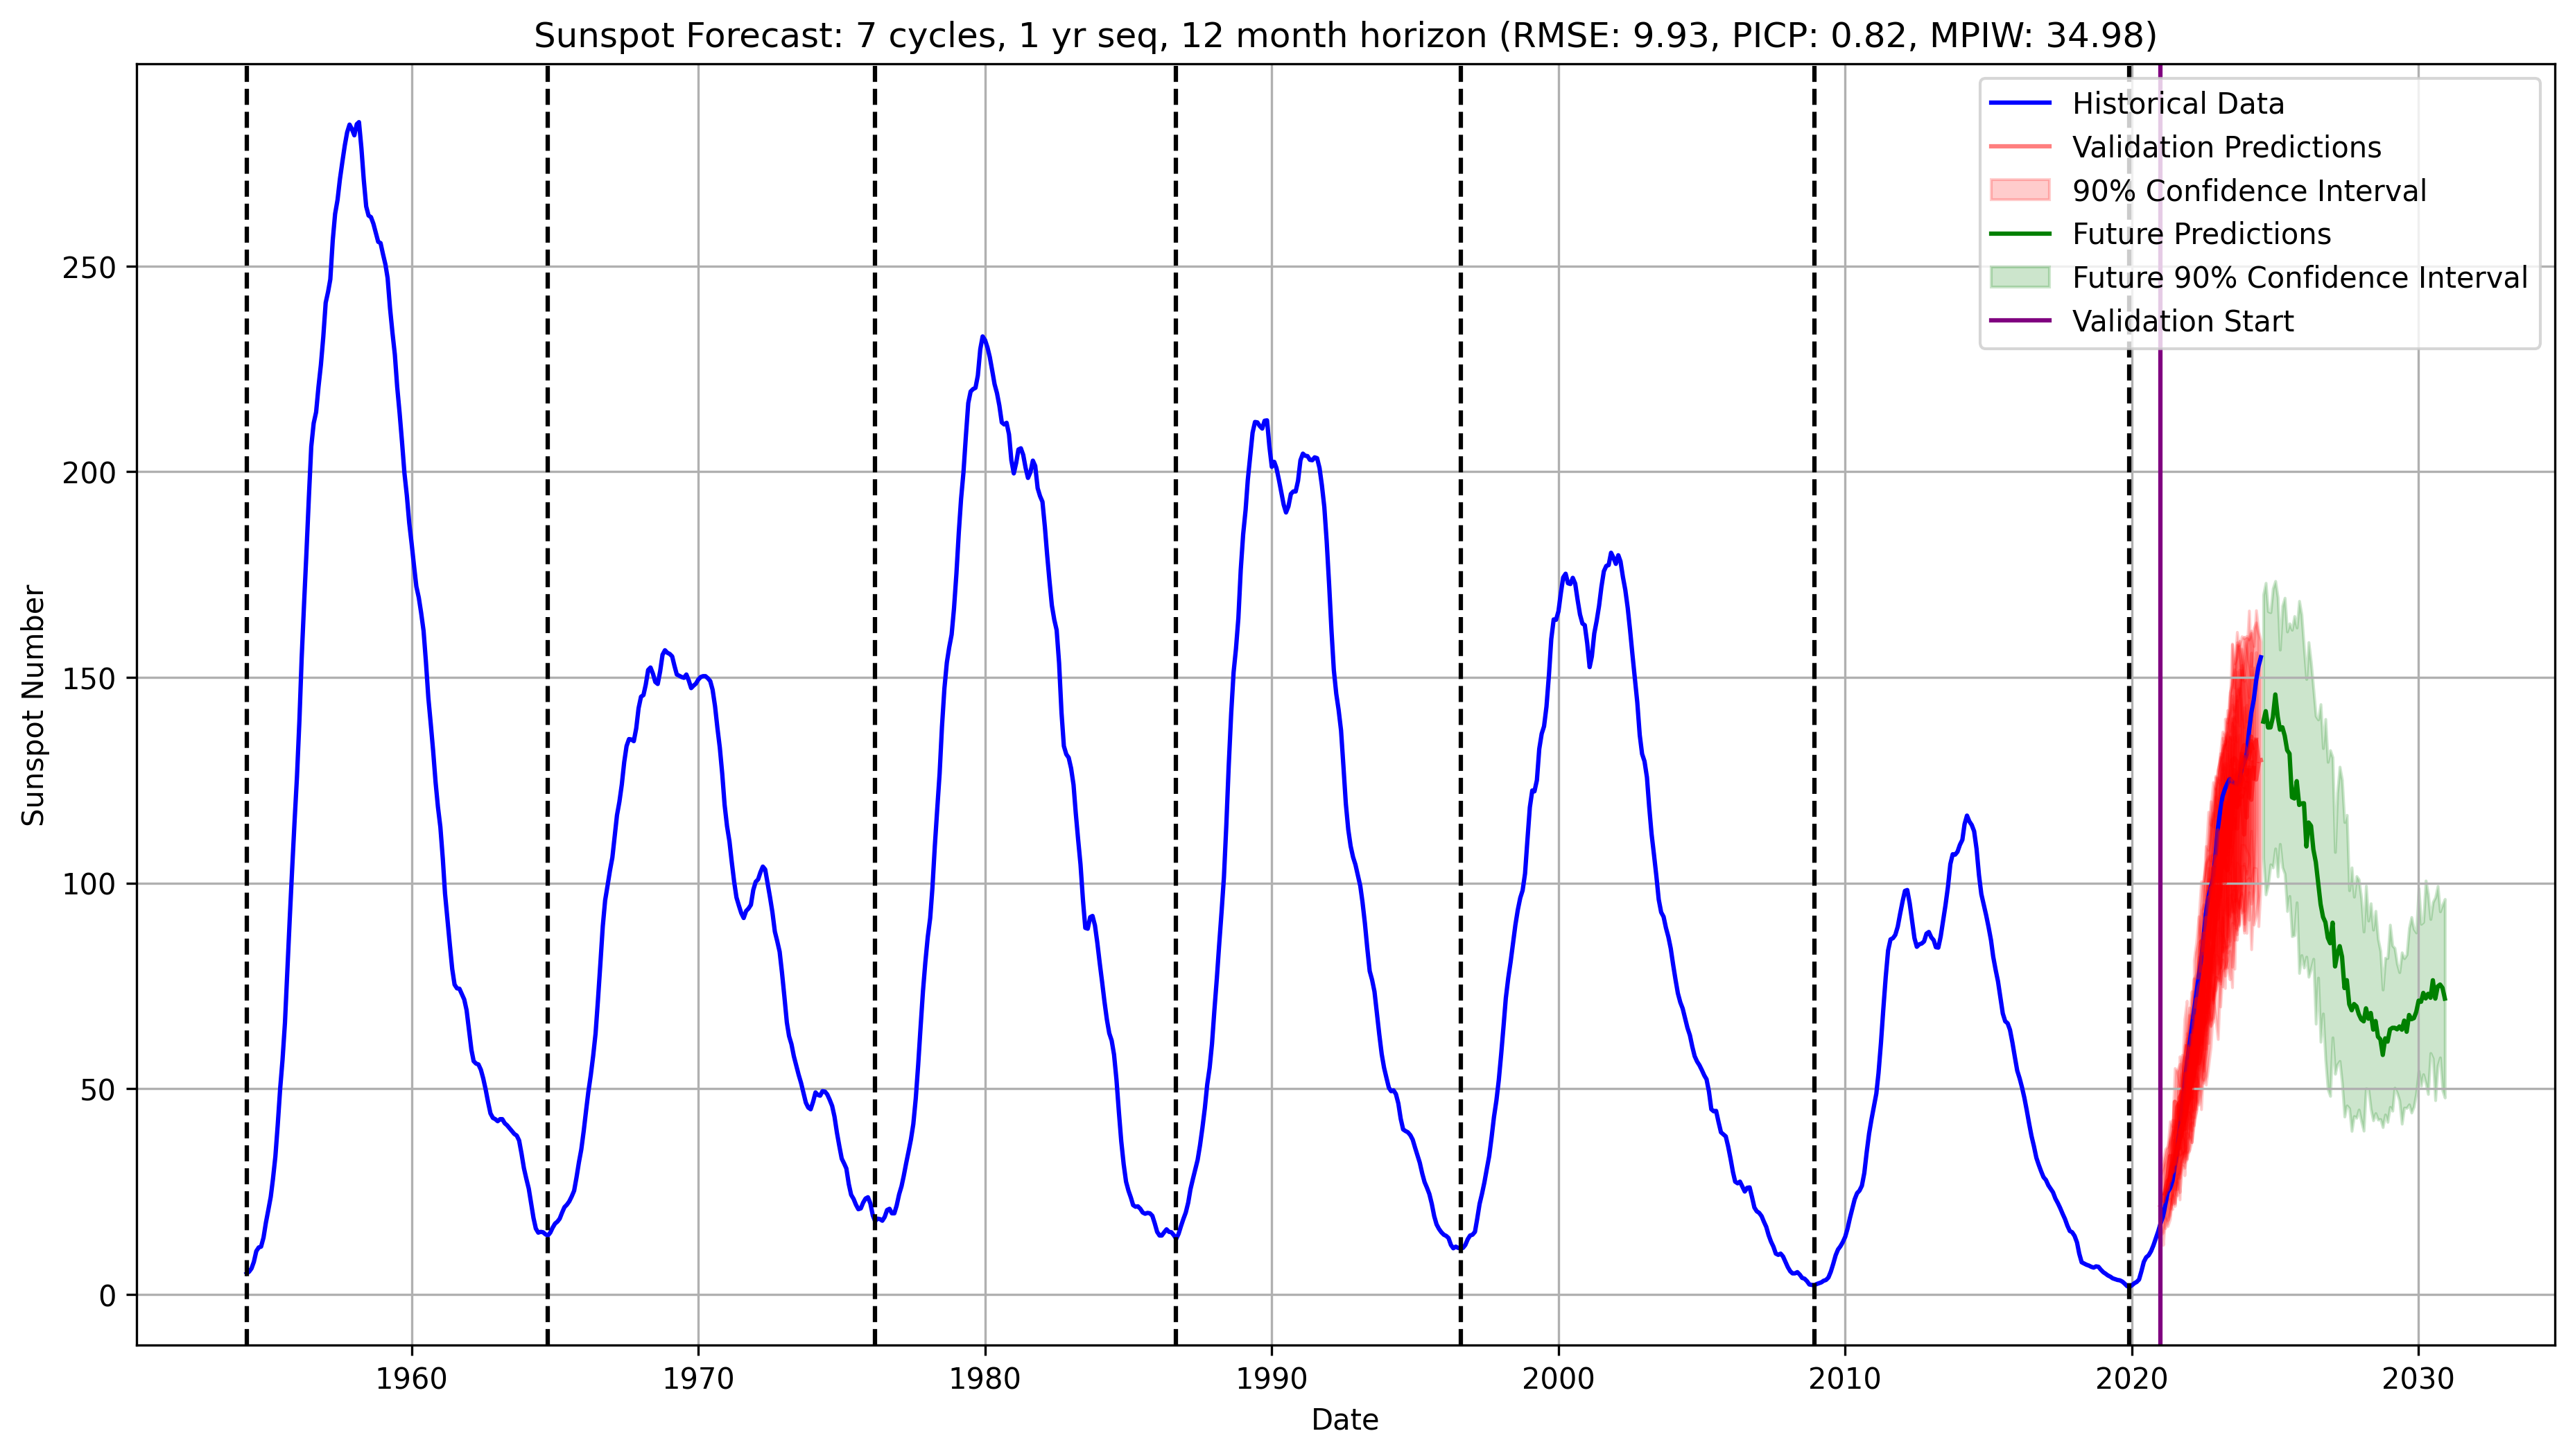 Sunspot Forecast: 7 cycles, 1 yr seq, 12 month horizon (RMSE: 9.93, PICP: 0.82, MPIW: 34.98)
Historical Data
Validation Predictions
90% Confidence Interval
Future Predictions
Future 90% Confidence Interval
Validation Start
Sunspot Number
250
200
150
100
50
0
1960 1970 1980 1990 2000 2010 2020 2030
Date